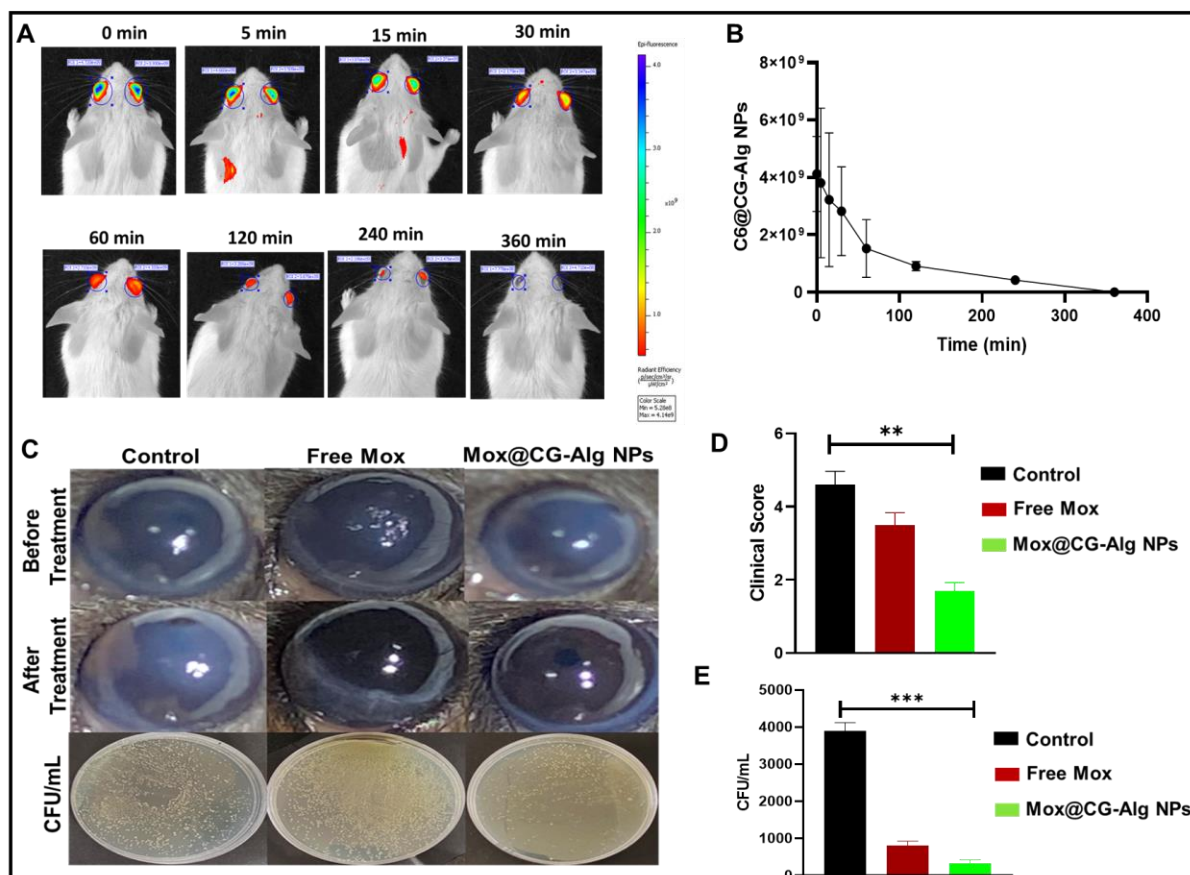 A
0 min 5 min 15 min 30 min
60 min 120 min 240 min 360 min
Epi-fluorescence
4.0
3.0
2.0
1.0
x10⁹
Radiant Efficiency
Color Scale
Min = 5.28e8
Max = 4.14e9
B
C6@CG-Alg NPs
8×10⁹
6×10⁹
4×10⁹
2×10⁹
0
0 100 200 300 400
Time (min)
C
Control Free Mox Mox@CG-Alg NPs
Before
Treatment
After
Treatment
CFU/mL
D
Clinical Score
6
4
2
0
**
Control
Free Mox
Mox@CG-Alg NPs
E
CFU/mL
5000
4000
3000
2000
1000
0
***
Control
Free Mox
Mox@CG-Alg NPs